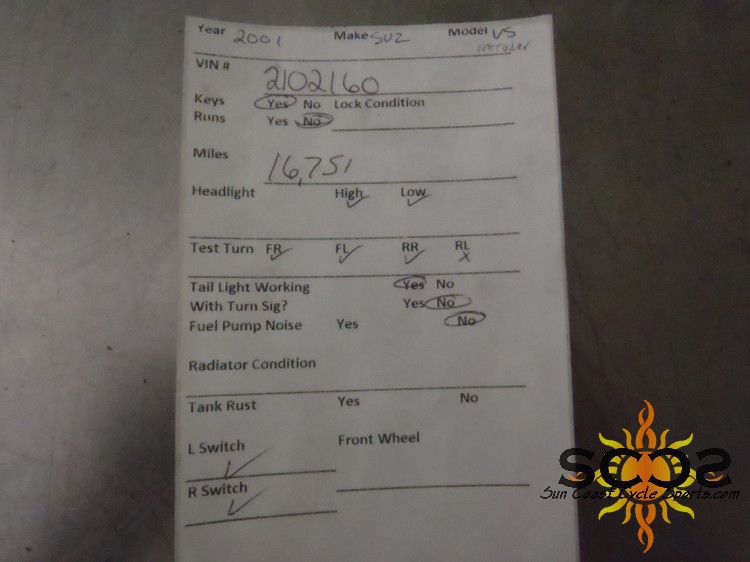 Year 2001 Make SUZ Model VS
intruder
VIN # 2102160
Keys Yes No Lock Condition
Runs Yes No
Miles 16,751
Headlight High Low
Test Turn FR FL RR RL
Tail Light Working Yes No
With Turn Sig? Yes No
Fuel Pump Noise Yes No
Radiator Condition
Tank Rust Yes No
L Switch Front Wheel
R Switch
SCCS
Sun Coast Cycle Sports.com